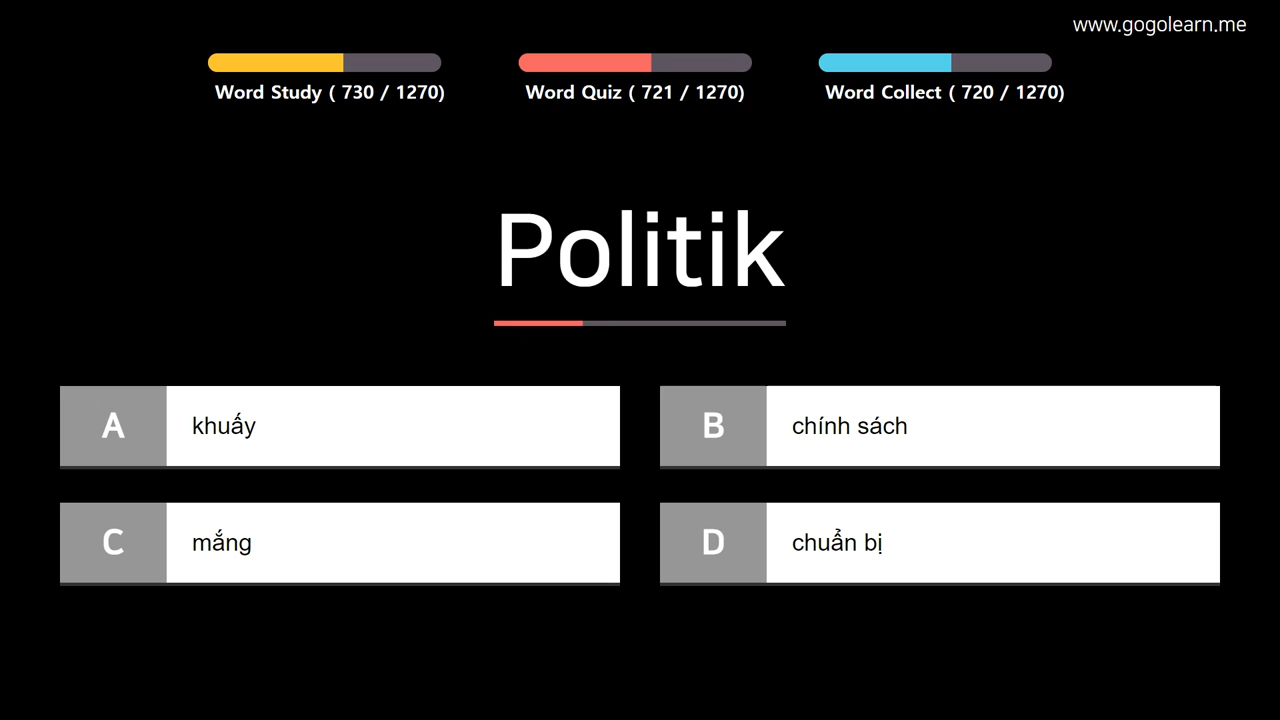 www.gogolearn.me
Word Study ( 730 / 1270)
Word Quiz ( 721 / 1270)
Word Collect ( 720 / 1270)
Politik
A khuấy
B chính sách
C mắng
D chuẩn bị